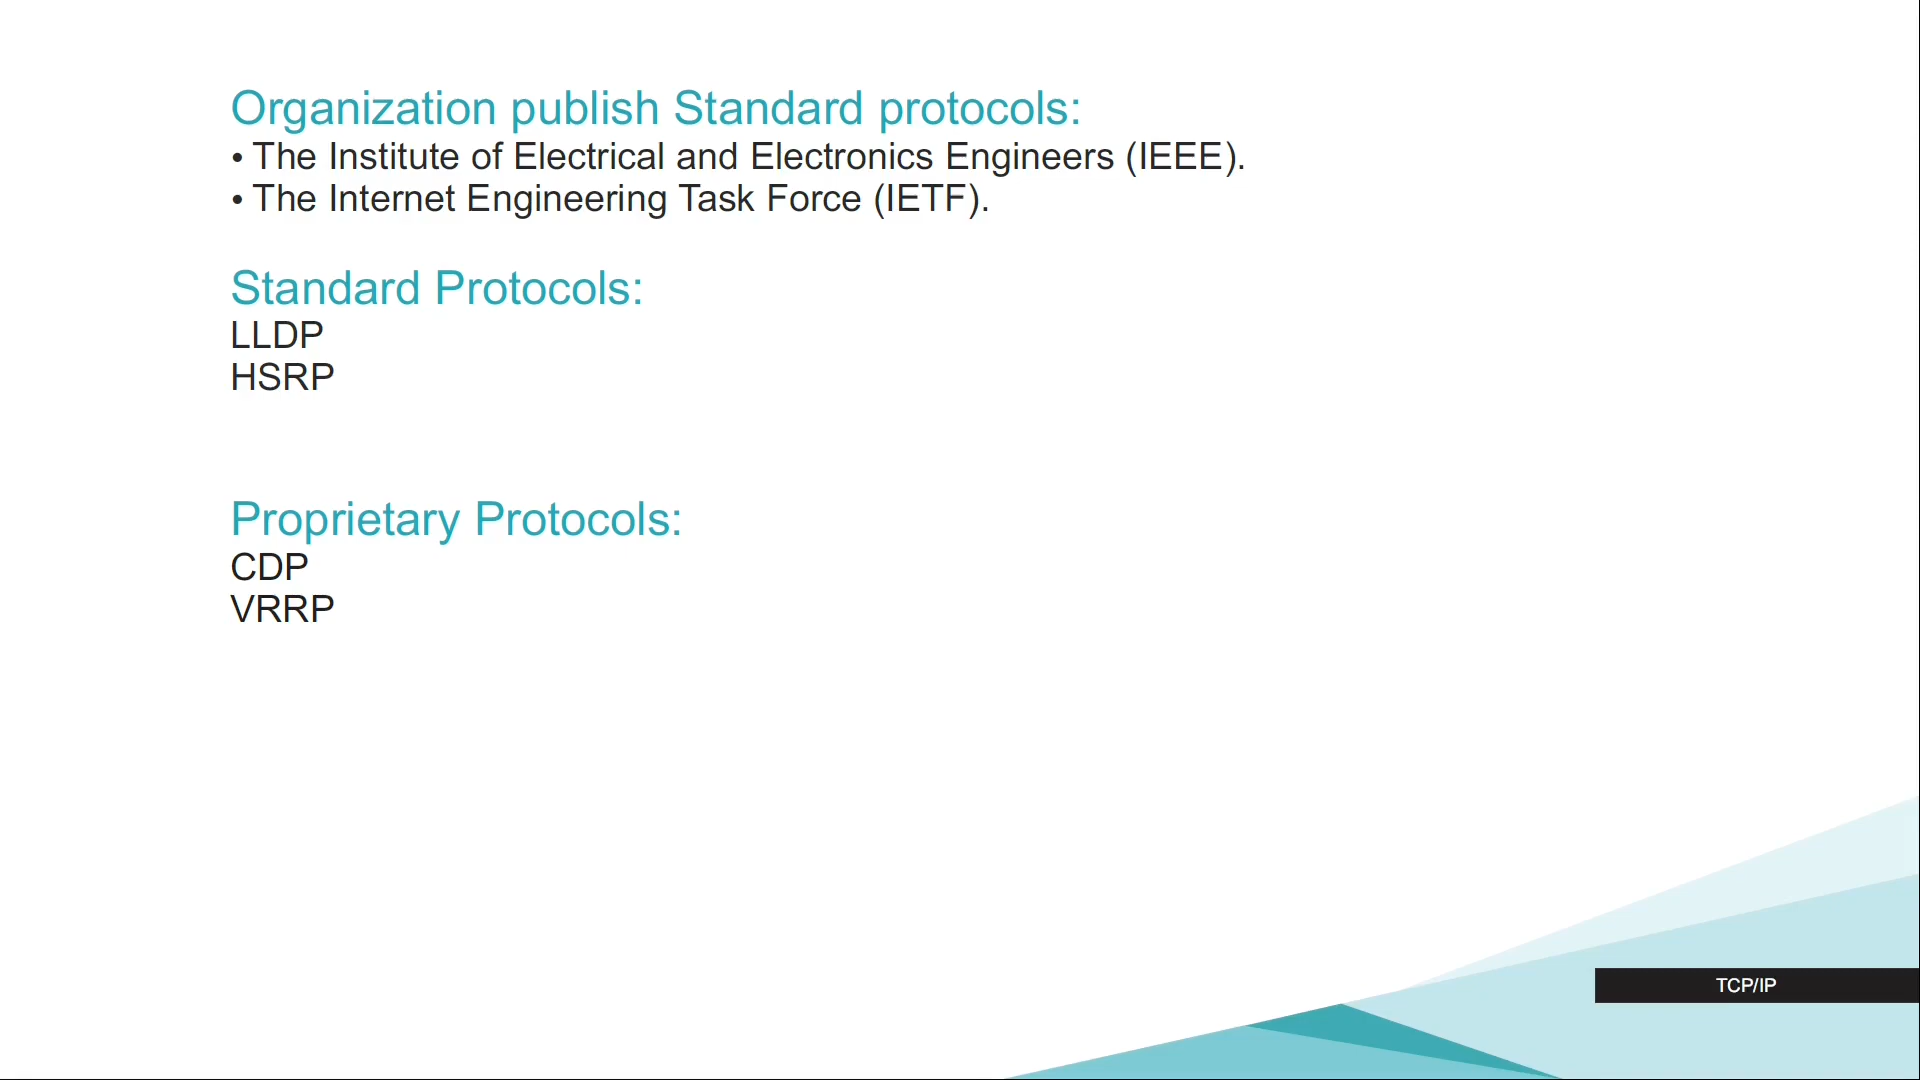 Organization publish Standard protocols:
• The Institute of Electrical and Electronics Engineers (IEEE).
• The Internet Engineering Task Force (IETF).
Standard Protocols:
LLDP
HSRP
Proprietary Protocols:
CDP
VRRP
TCP/IP